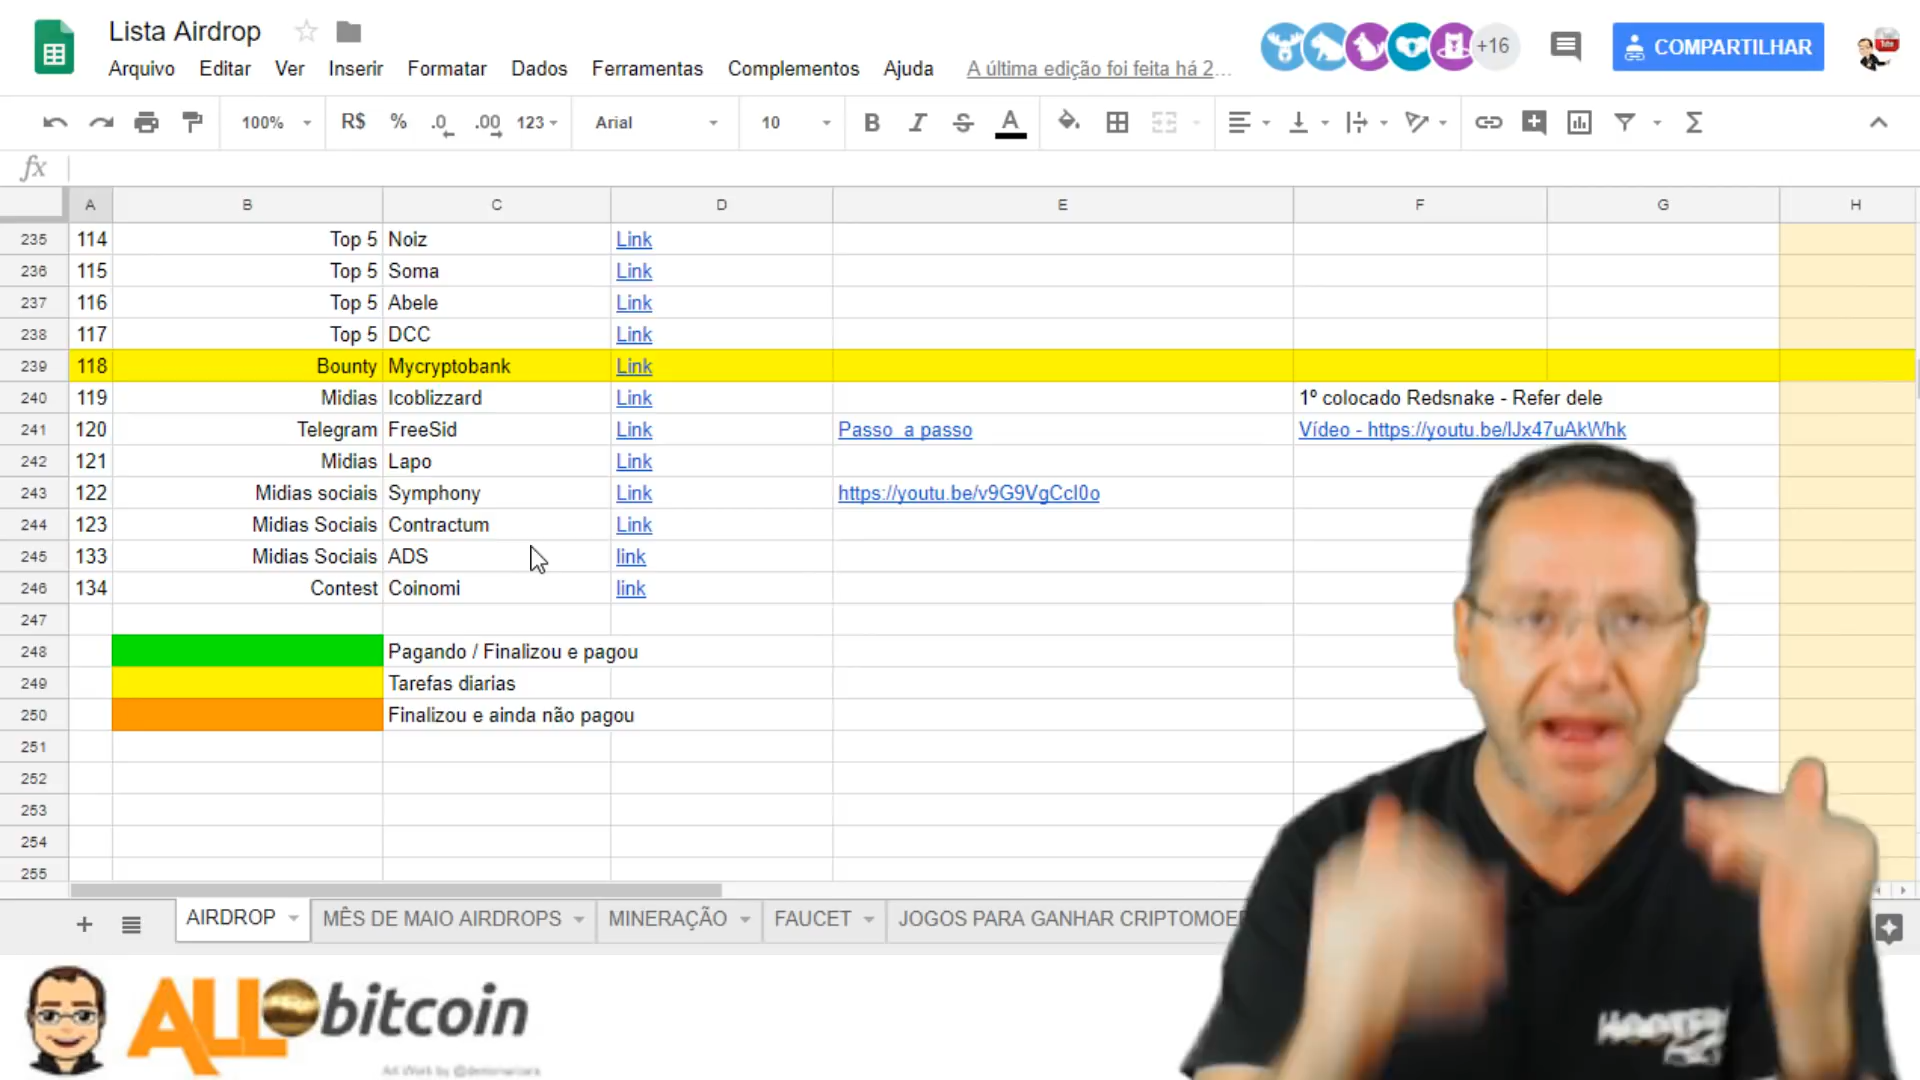 Lista Airdrop
+16
COMPARTILHAR
Arquivo Editar Ver Inserir Formatar Dados Ferramentas Complementos Ajuda A última edição foi feita há 2...
100% R$ % .0 .00 123 Arial 10 B I S A
fx
A B C D E F G H
235 114 Top 5 Noiz Link
236 115 Top 5 Soma Link
237 116 Top 5 Abele Link
238 117 Top 5 DCC Link
239 118 Bounty Mycryptobank Link
240 119 Midias Icoblizzard Link 1º colocado Redsnake - Refer dele
241 120 Telegram FreeSid Link Passo a passo Vídeo - https://youtu.be/IJx47uAkWhk
242 121 Midias Lapo Link
243 122 Midias sociais Symphony Link https://youtu.be/v9G9VgCcI0o
244 123 Midias Sociais Contractum Link
245 133 Midias Sociais ADS link
246 134 Contest Coinomi link
247
248 Pagando / Finalizou e pagou
249 Tarefas diarias
250 Finalizou e ainda não pagou
251
252
253
254
255
AIRDROP MÊS DE MAIO AIRDROPS MINERAÇÃO FAUCET JOGOS PARA GANHAR CRIPTOMOE
ALLObitcoin
Art Work by